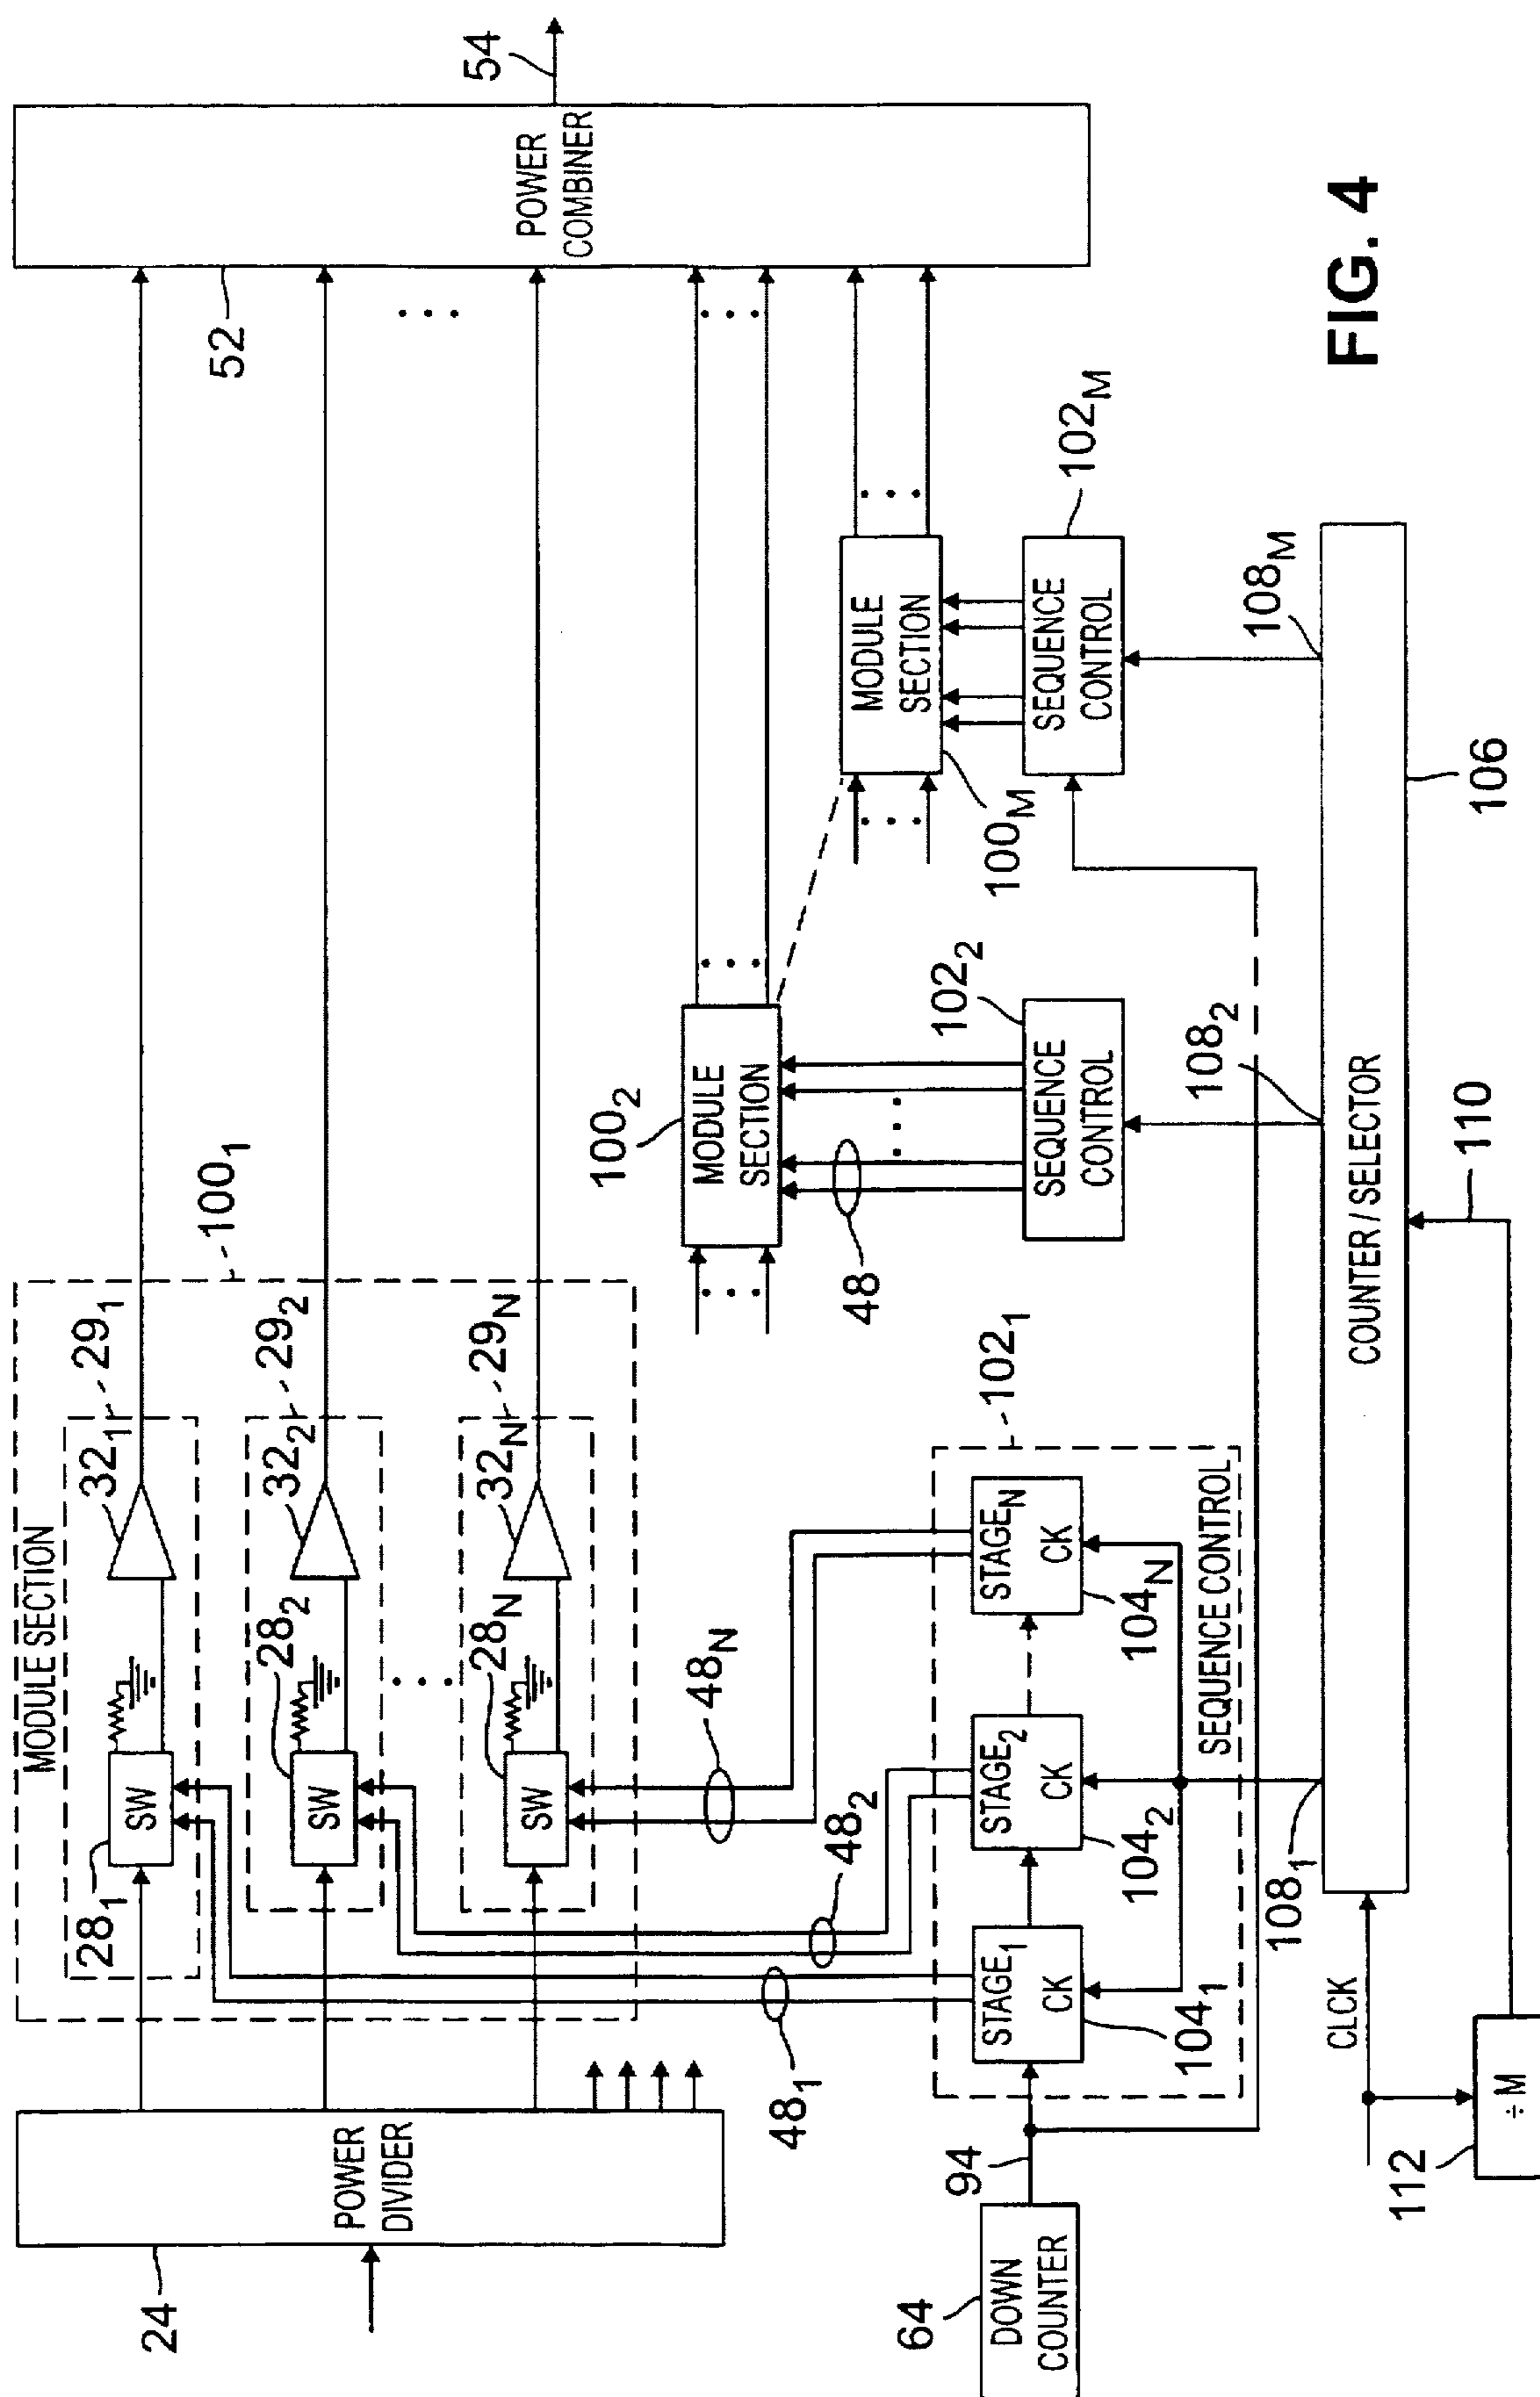 24
POWER
DIVIDER
MODULE SECTION
100₁
28₁
SW
32₁
29₁
28₂
SW
32₂
29₂
28N
SW
32N
29N
52
POWER
COMBINER
54
48₁
48₂
48N
100₂
MODULE
SECTION
48
102₂
SEQUENCE
CONTROL
MODULE
SECTION
100M
SEQUENCE
CONTROL
102M
64
DOWN
COUNTER
94
102₁
STAGE₁
CK
104₁
STAGE₂
CK
104₂
STAGEN
CK
104N
SEQUENCE CONTROL
108₁
108₂
108M
CLCK
COUNTER / SELECTOR
106
110
112
÷ M
FIG. 4